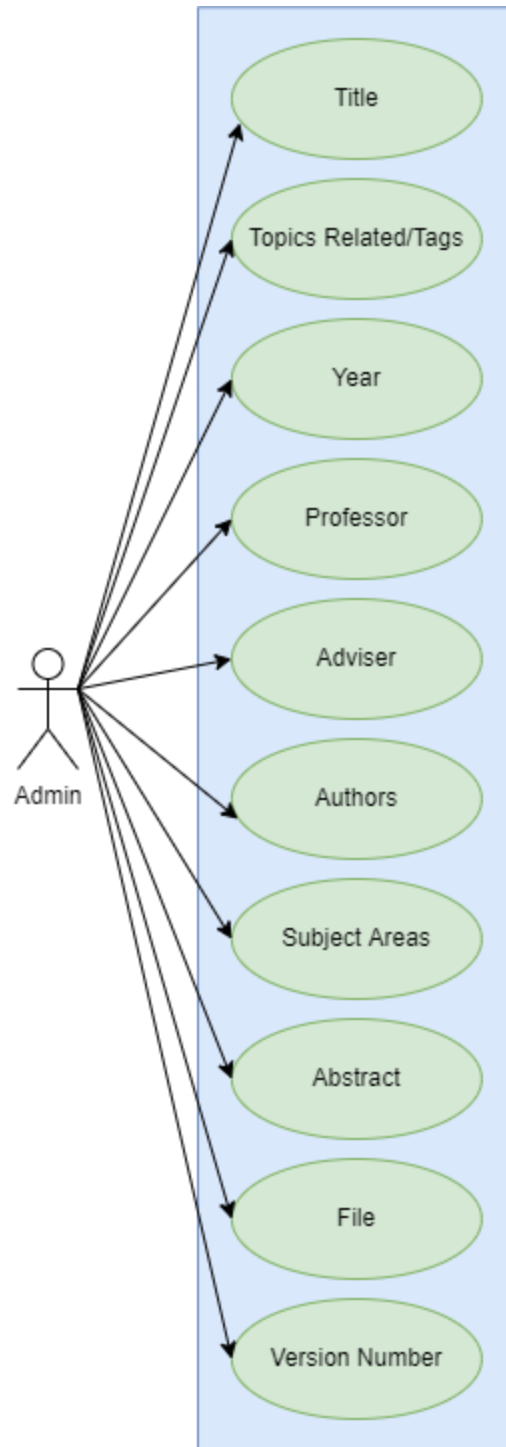 Title
Topics Related/Tags
Year
Professor
Adviser
Admin
Authors
Subject Areas
Abstract
File
Version Number